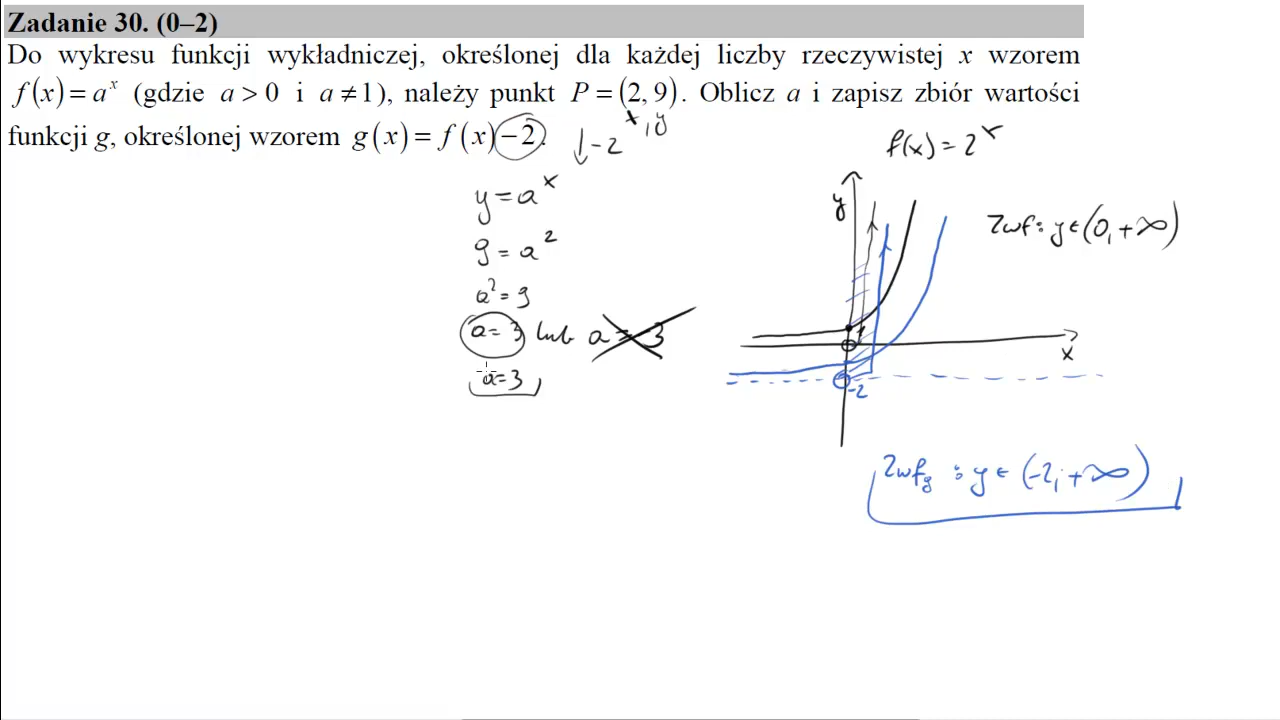 Zadanie 30. (0–2)
Do wykresu funkcji wykładniczej, określonej dla każdej liczby rzeczywistej x wzorem
f(x) = a^x (gdzie a > 0 i a ≠ 1), należy punkt P = (2, 9). Oblicz a i zapisz zbiór wartości
funkcji g, określonej wzorem g(x) = f(x) − 2.
↓ −2
x, y
f(x) = 2^x
y = a^x
9 = a^2
a^2 = 9
a = 3 lub a = −3
a = 3
y
Zwf: y ∈ (0, +∞)
1
x
−2
Zwf_g : y ∈ (−2, +∞)